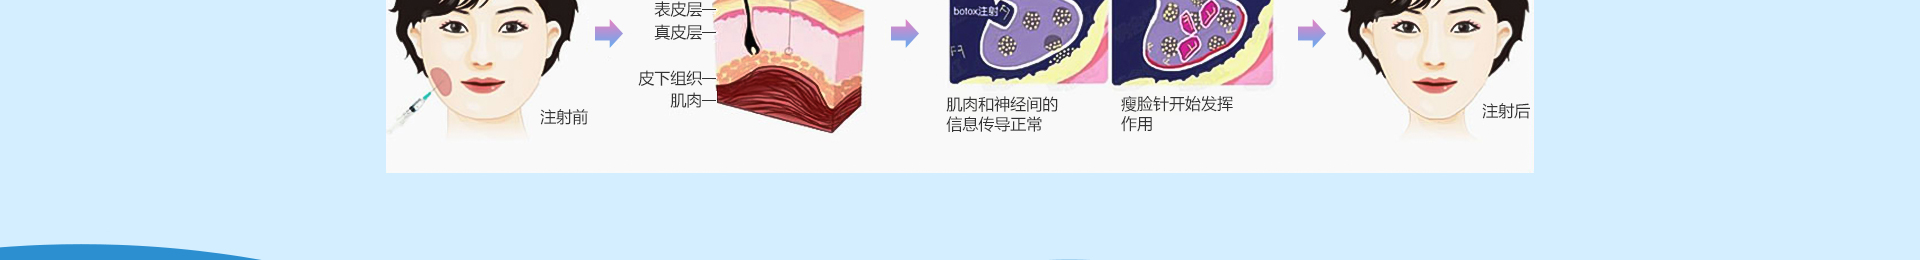 表皮层
真皮层
皮下组织
肌肉
注射前
botox注射
肌肉和神经间的
信息传导正常
瘦脸针开始发挥
作用
注射后